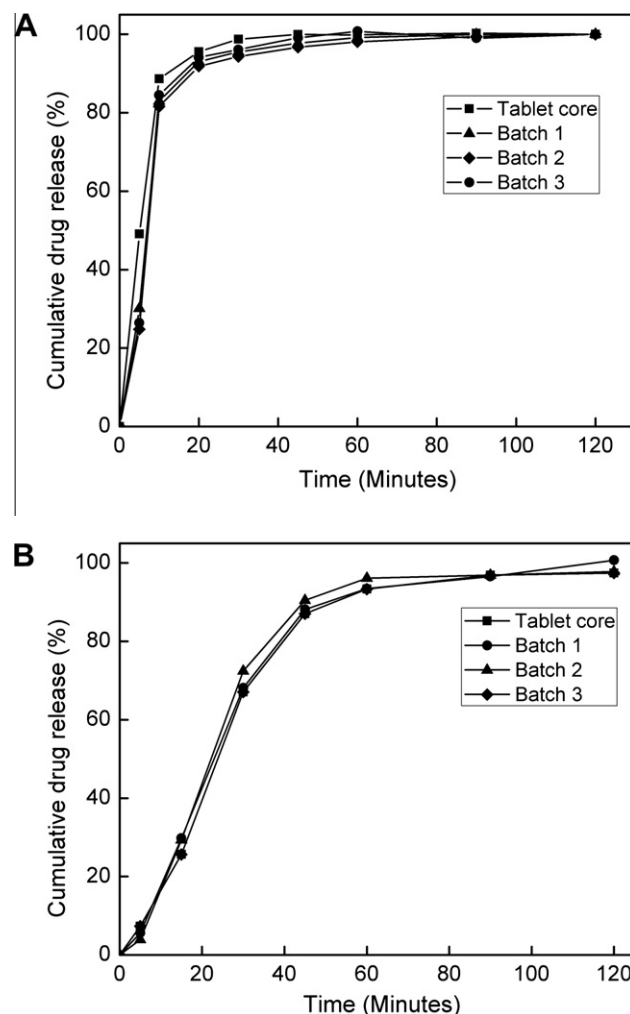 A
100
80
60
40
20
0
Cumulative drug release (%)
Tablet core
Batch 1
Batch 2
Batch 3
0 20 40 60 80 100 120
Time (Minutes)
B
100
80
60
40
20
0
Cumulative drug release (%)
Tablet core
Batch 1
Batch 2
Batch 3
0 20 40 60 80 100 120
Time (Minutes)